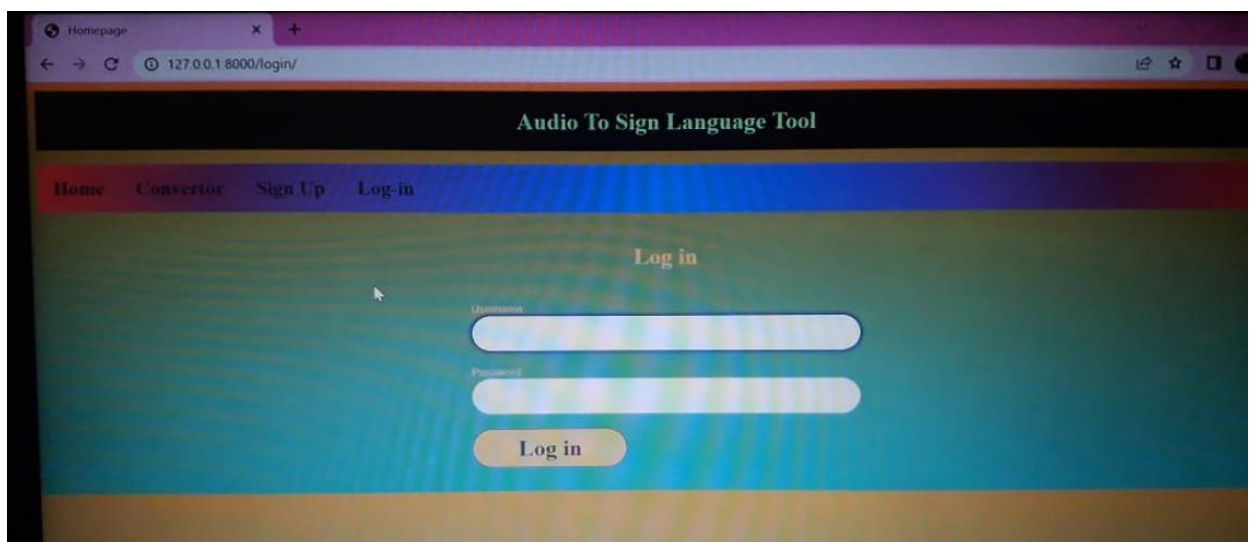 Homepage
127.0.0.1:8000/login/
Audio To Sign Language Tool
Home Convertor Sign Up Log-in
Log in
Username
Password
Log in